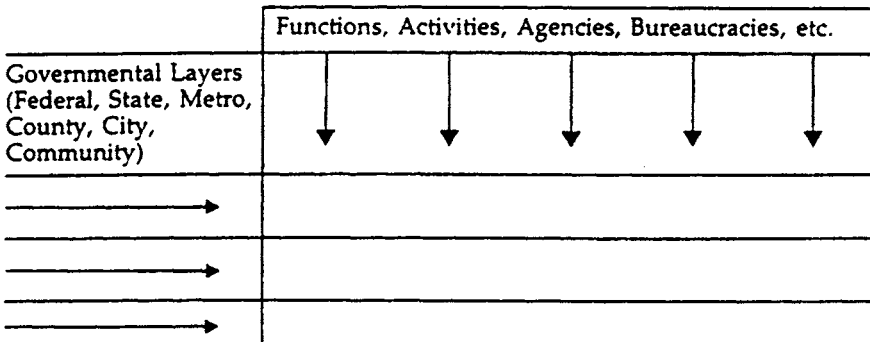 Functions, Activities, Agencies, Bureaucracies, etc.
Governmental Layers
(Federal, State, Metro,
County, City,
Community)